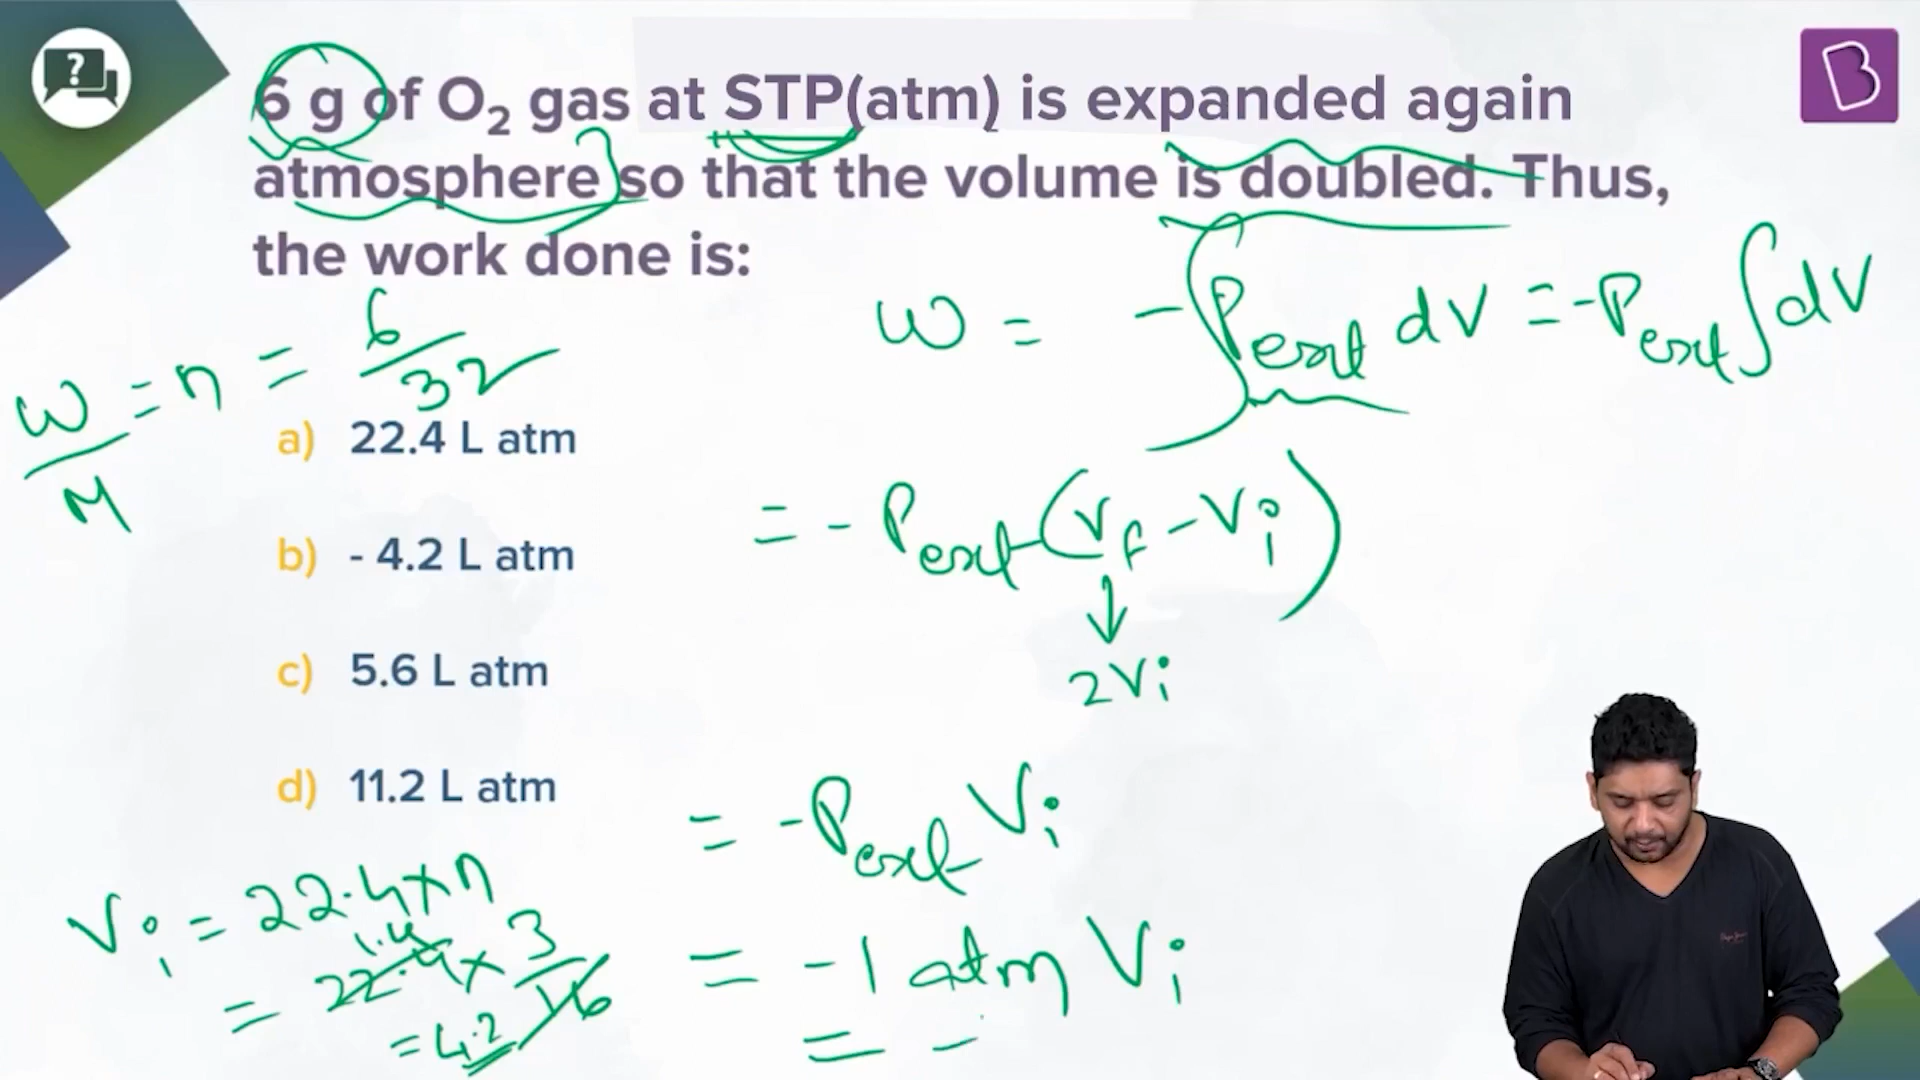 6 g of O₂ gas at STP(atm) is expanded again
atmosphere so that the volume is doubled. Thus,
the work done is:
w/M = n = 6/32
a) 22.4 L atm
b) - 4.2 L atm
c) 5.6 L atm
d) 11.2 L atm
Vi = 22.4 × n
= 22.4 × 3/16
1.4
= 4.2
w = -∫Pext dV = -Pext ∫dV
= - Pext (Vf - Vi)
↓
2Vi
= -Pext Vi
= -1 atm Vi
= -
?
B